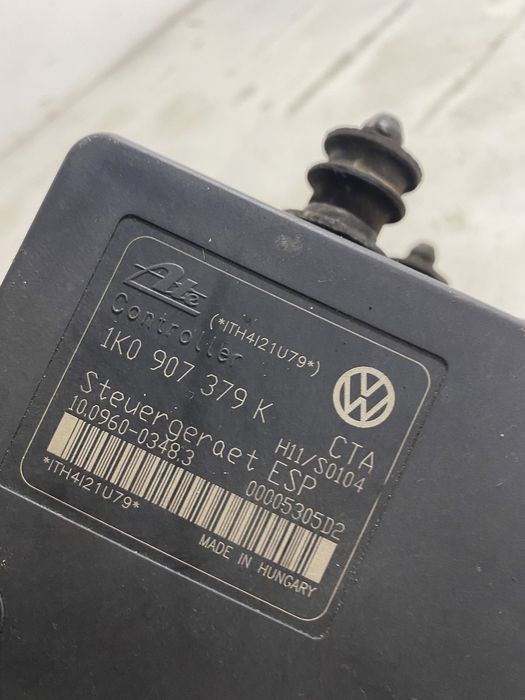 Ate
Controller
(*ITH4I21U79*)
1K0 907 379 K
CTA
H11/S0104
Steuergeraet ESP
10.0960-0348.3
00005305D2
*ITH4I21U79*
MADE IN HUNGARY